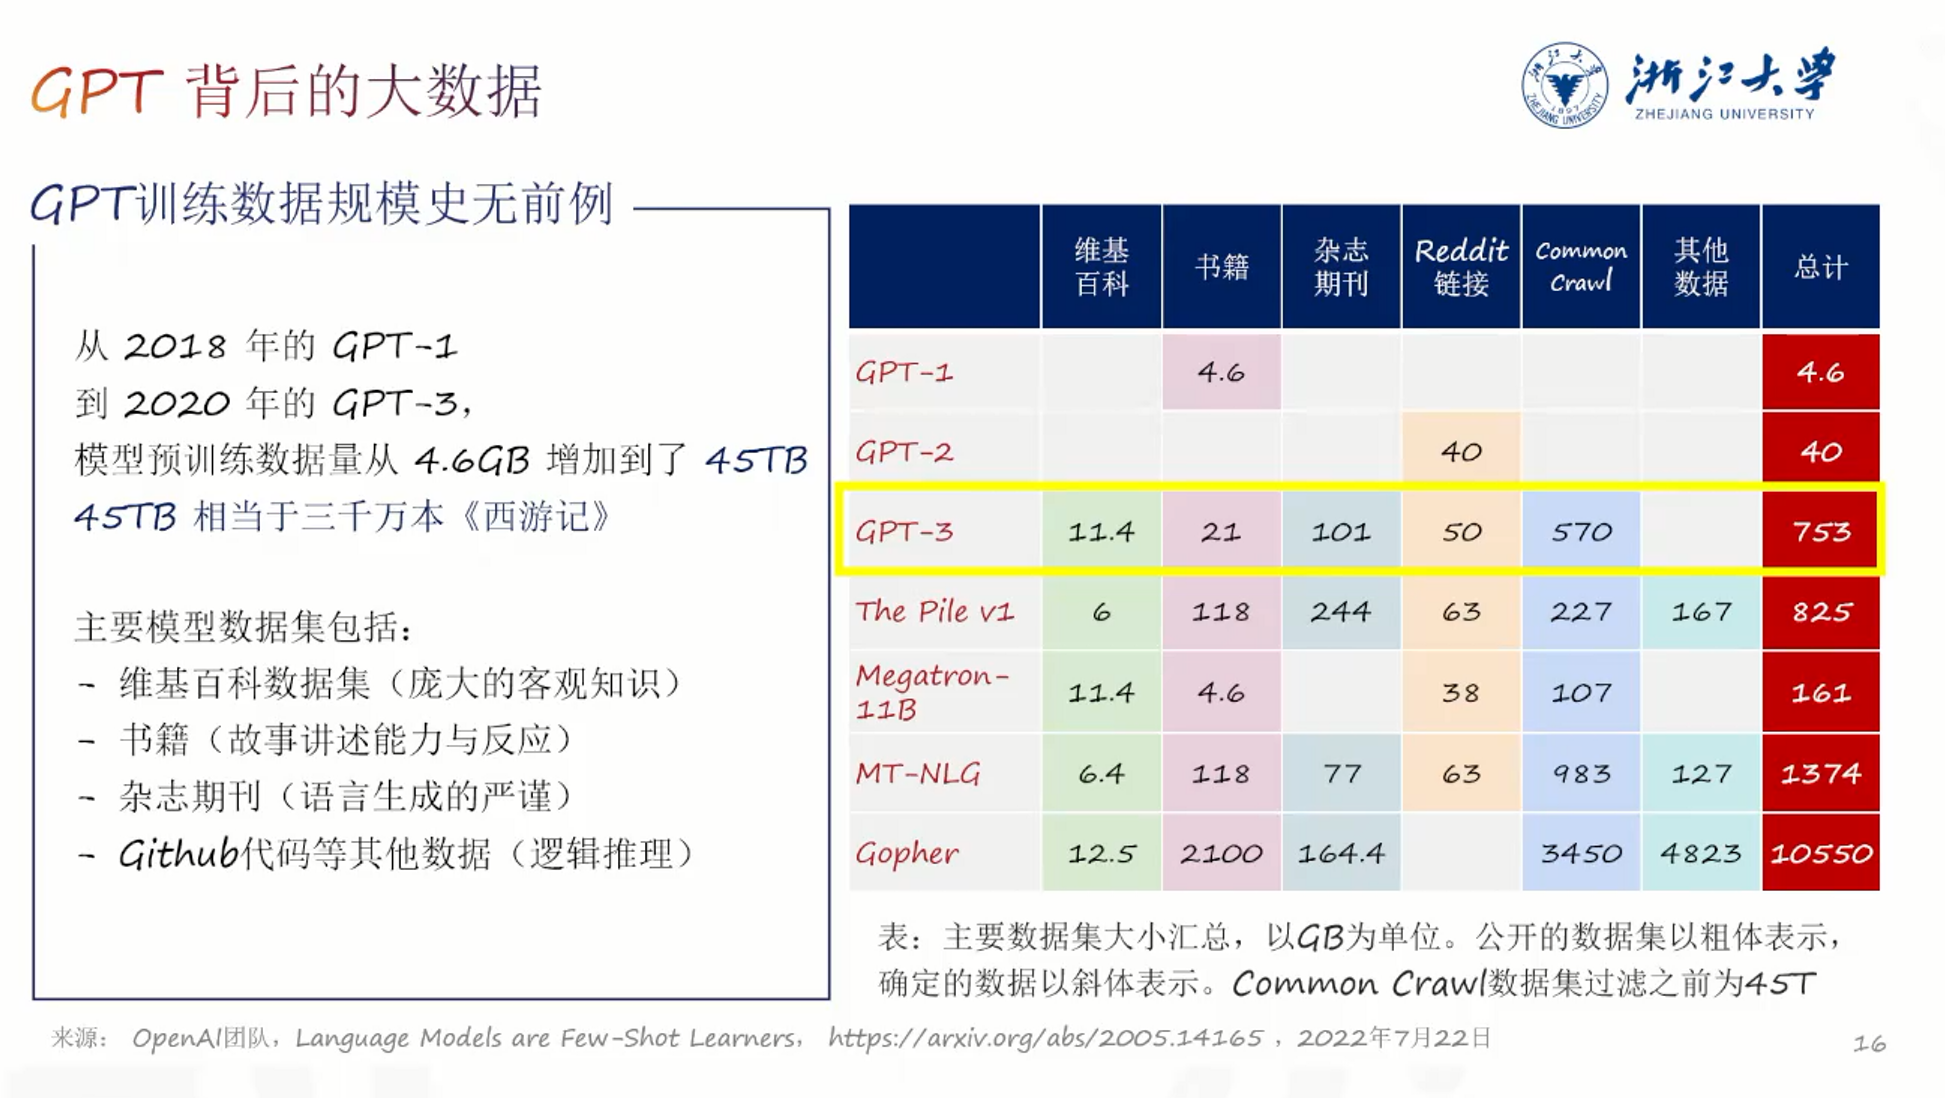 GPT 背后的大数据
浙江大学
ZHEJIANG UNIVERSITY
浙江大学
ZHEJIANG UNIVERSITY
1897
GPT训练数据规模史无前例
从 2018 年的 GPT-1
到 2020 年的 GPT-3，
模型预训练数据量从 4.6GB 增加到了 45TB
45TB 相当于三千万本《西游记》
主要模型数据集包括：
- 维基百科数据集（庞大的客观知识）
- 书籍（故事讲述能力与反应）
- 杂志期刊（语言生成的严谨）
- Github代码等其他数据（逻辑推理）
维基百科 书籍 杂志期刊 Reddit链接 Common Crawl 其他数据 总计
GPT-1 4.6 4.6
GPT-2 40 40
GPT-3 11.4 21 101 50 570 753
The Pile v1 6 118 244 63 227 167 825
Megatron-11B 11.4 4.6 38 107 161
MT-NLG 6.4 118 77 63 983 127 1374
Gopher 12.5 2100 164.4 3450 4823 10550
表：主要数据集大小汇总，以GB为单位。公开的数据集以粗体表示，
确定的数据以斜体表示。Common Crawl数据集过滤之前为45T
来源： OpenAI团队，Language Models are Few-Shot Learners， https://arxiv.org/abs/2005.14165 ，2022年7月22日
16